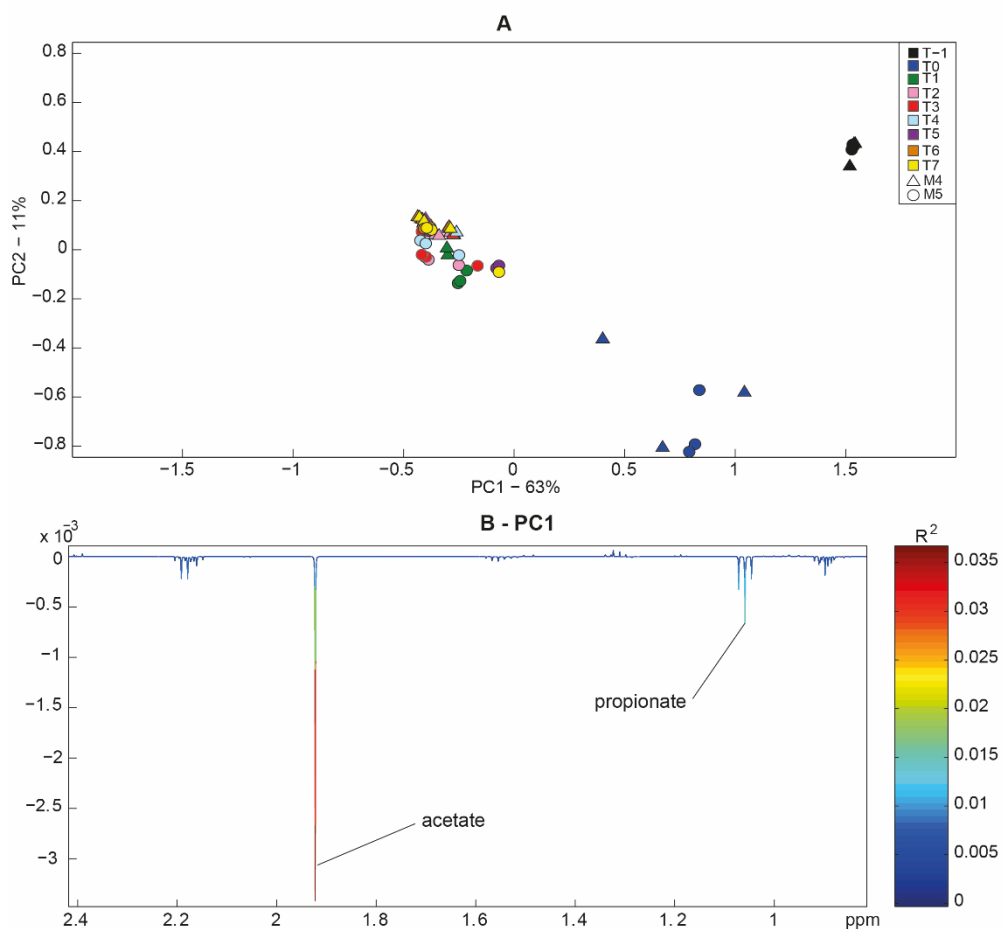 A
0.8
0.6
0.4
0.2
0
−0.2
−0.4
−0.6
−0.8
PC2 − 11%
−1.5
−1
−0.5
0
0.5
1
1.5
PC1 − 63%
T−1
T0
T1
T2
T3
T4
T5
T6
T7
M4
M5
B - PC1
x 10³
0
−0.5
−1
−1.5
−2
−2.5
−3
propionate
acetate
2.4
2.2
2
1.8
1.6
1.4
1.2
1
ppm
R²
0.035
0.03
0.025
0.02
0.015
0.01
0.005
0